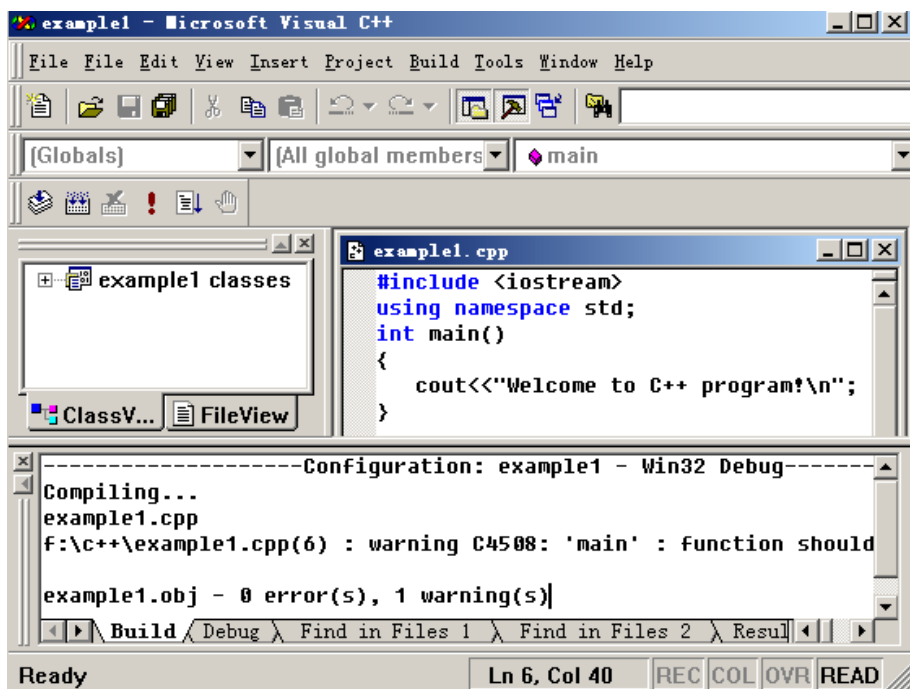 example1 - Microsoft Visual C++
File File Edit View Insert Project Build Tools Window Help
(Globals) (All global members main
example1 classes
ClassV... FileView
example1.cpp
#include <iostream>
using namespace std;
int main()
{
cout<<"Welcome to C++ program!\n";
}
--------------------Configuration: example1 - Win32 Debug-------
Compiling...
example1.cpp
f:\c++\example1.cpp(6) : warning C4508: 'main' : function should
example1.obj - 0 error(s), 1 warning(s)
Build Debug Find in Files 1 Find in Files 2 Resul
Ready Ln 6, Col 40 REC COL OVR READ